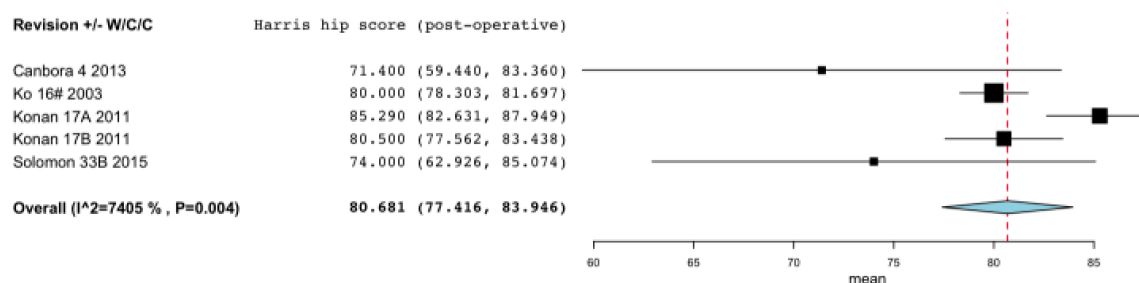 Revision +/- W/C/C Harris hip score (post-operative)
Canbora 4 2013 71.400 (59.440, 83.360)
Ko 16# 2003 80.000 (78.303, 81.697)
Konan 17A 2011 85.290 (82.631, 87.949)
Konan 17B 2011 80.500 (77.562, 83.438)
Solomon 33B 2015 74.000 (62.926, 85.074)
Overall (I^2=7405 % , P=0.004) 80.681 (77.416, 83.946)
60 65 70 75 80 85
mean